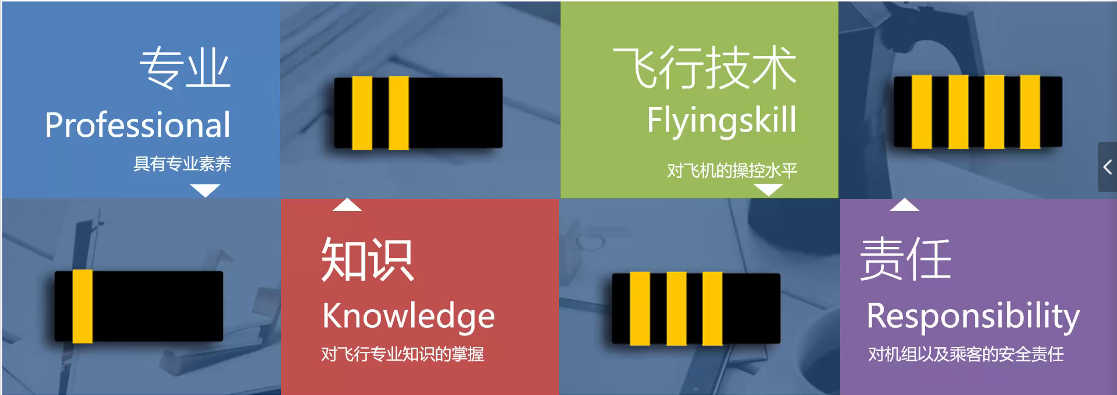 专业
Professional
具有专业素养
飞行技术
Flyingskill
对飞机的操控水平
知识
Knowledge
对飞行专业知识的掌握
责任
Responsibility
对机组以及乘客的安全责任